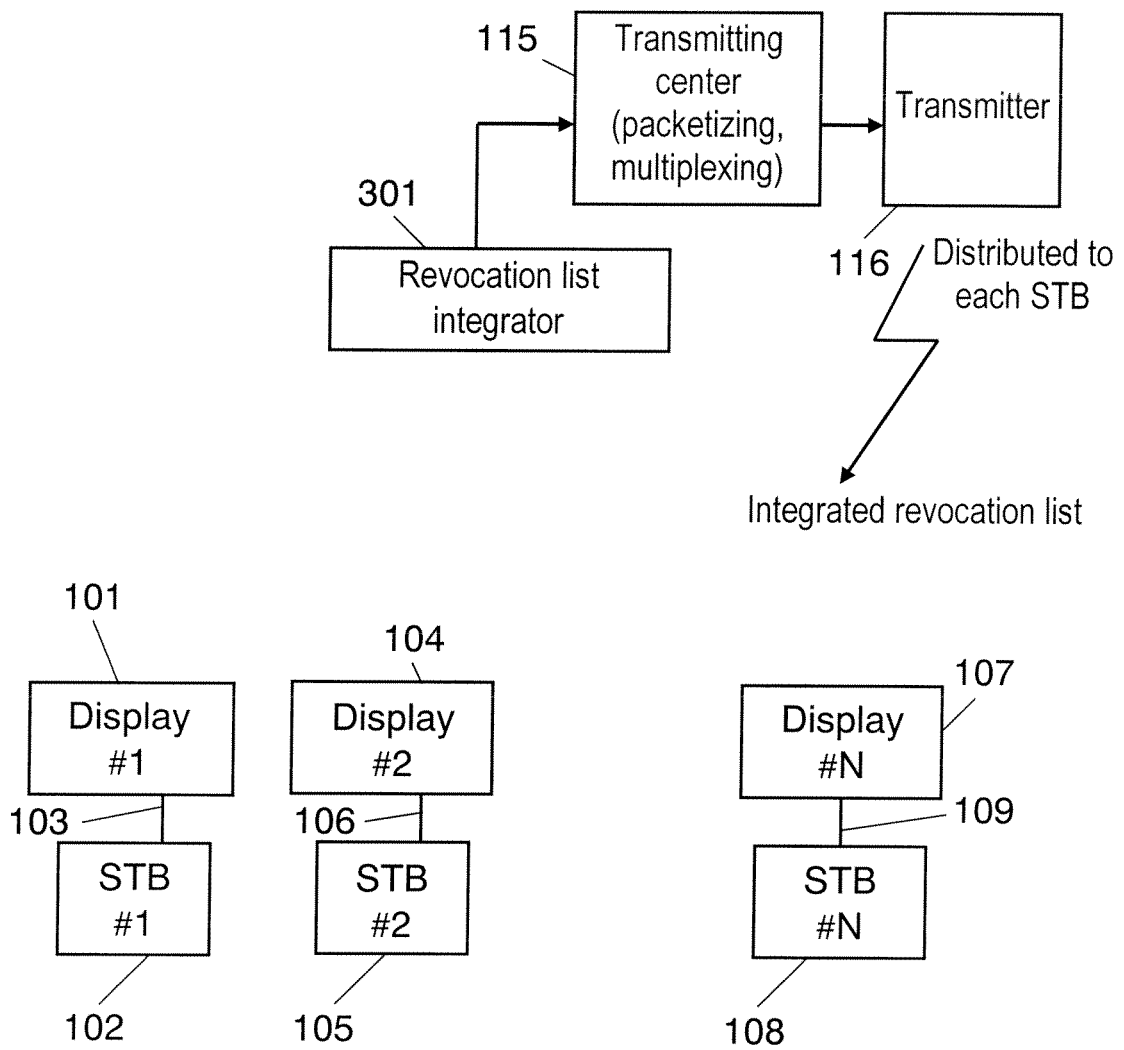 115
Transmitting
center
(packetizing,
multiplexing)
Transmitter
301
Revocation list
integrator
116
Distributed to
each STB
Integrated revocation list
101
Display
#1
103
STB
#1
102
104
Display
#2
106
STB
#2
105
107
Display
#N
109
STB
#N
108